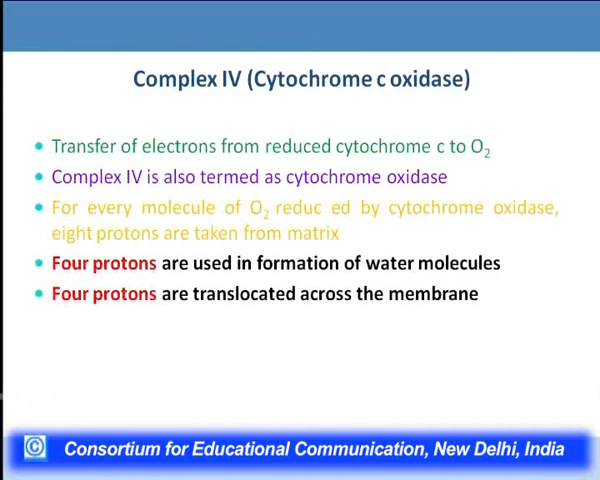 Complex IV (Cytochrome c oxidase)
Transfer of electrons from reduced cytochrome c to O2
Complex IV is also termed as cytochrome oxidase
For every molecule of O2 reduc ed by cytochrome oxidase,
eight protons are taken from matrix
Four protons are used in formation of water molecules
Four protons are translocated across the membrane
© Consortium for Educational Communication, New Delhi, India